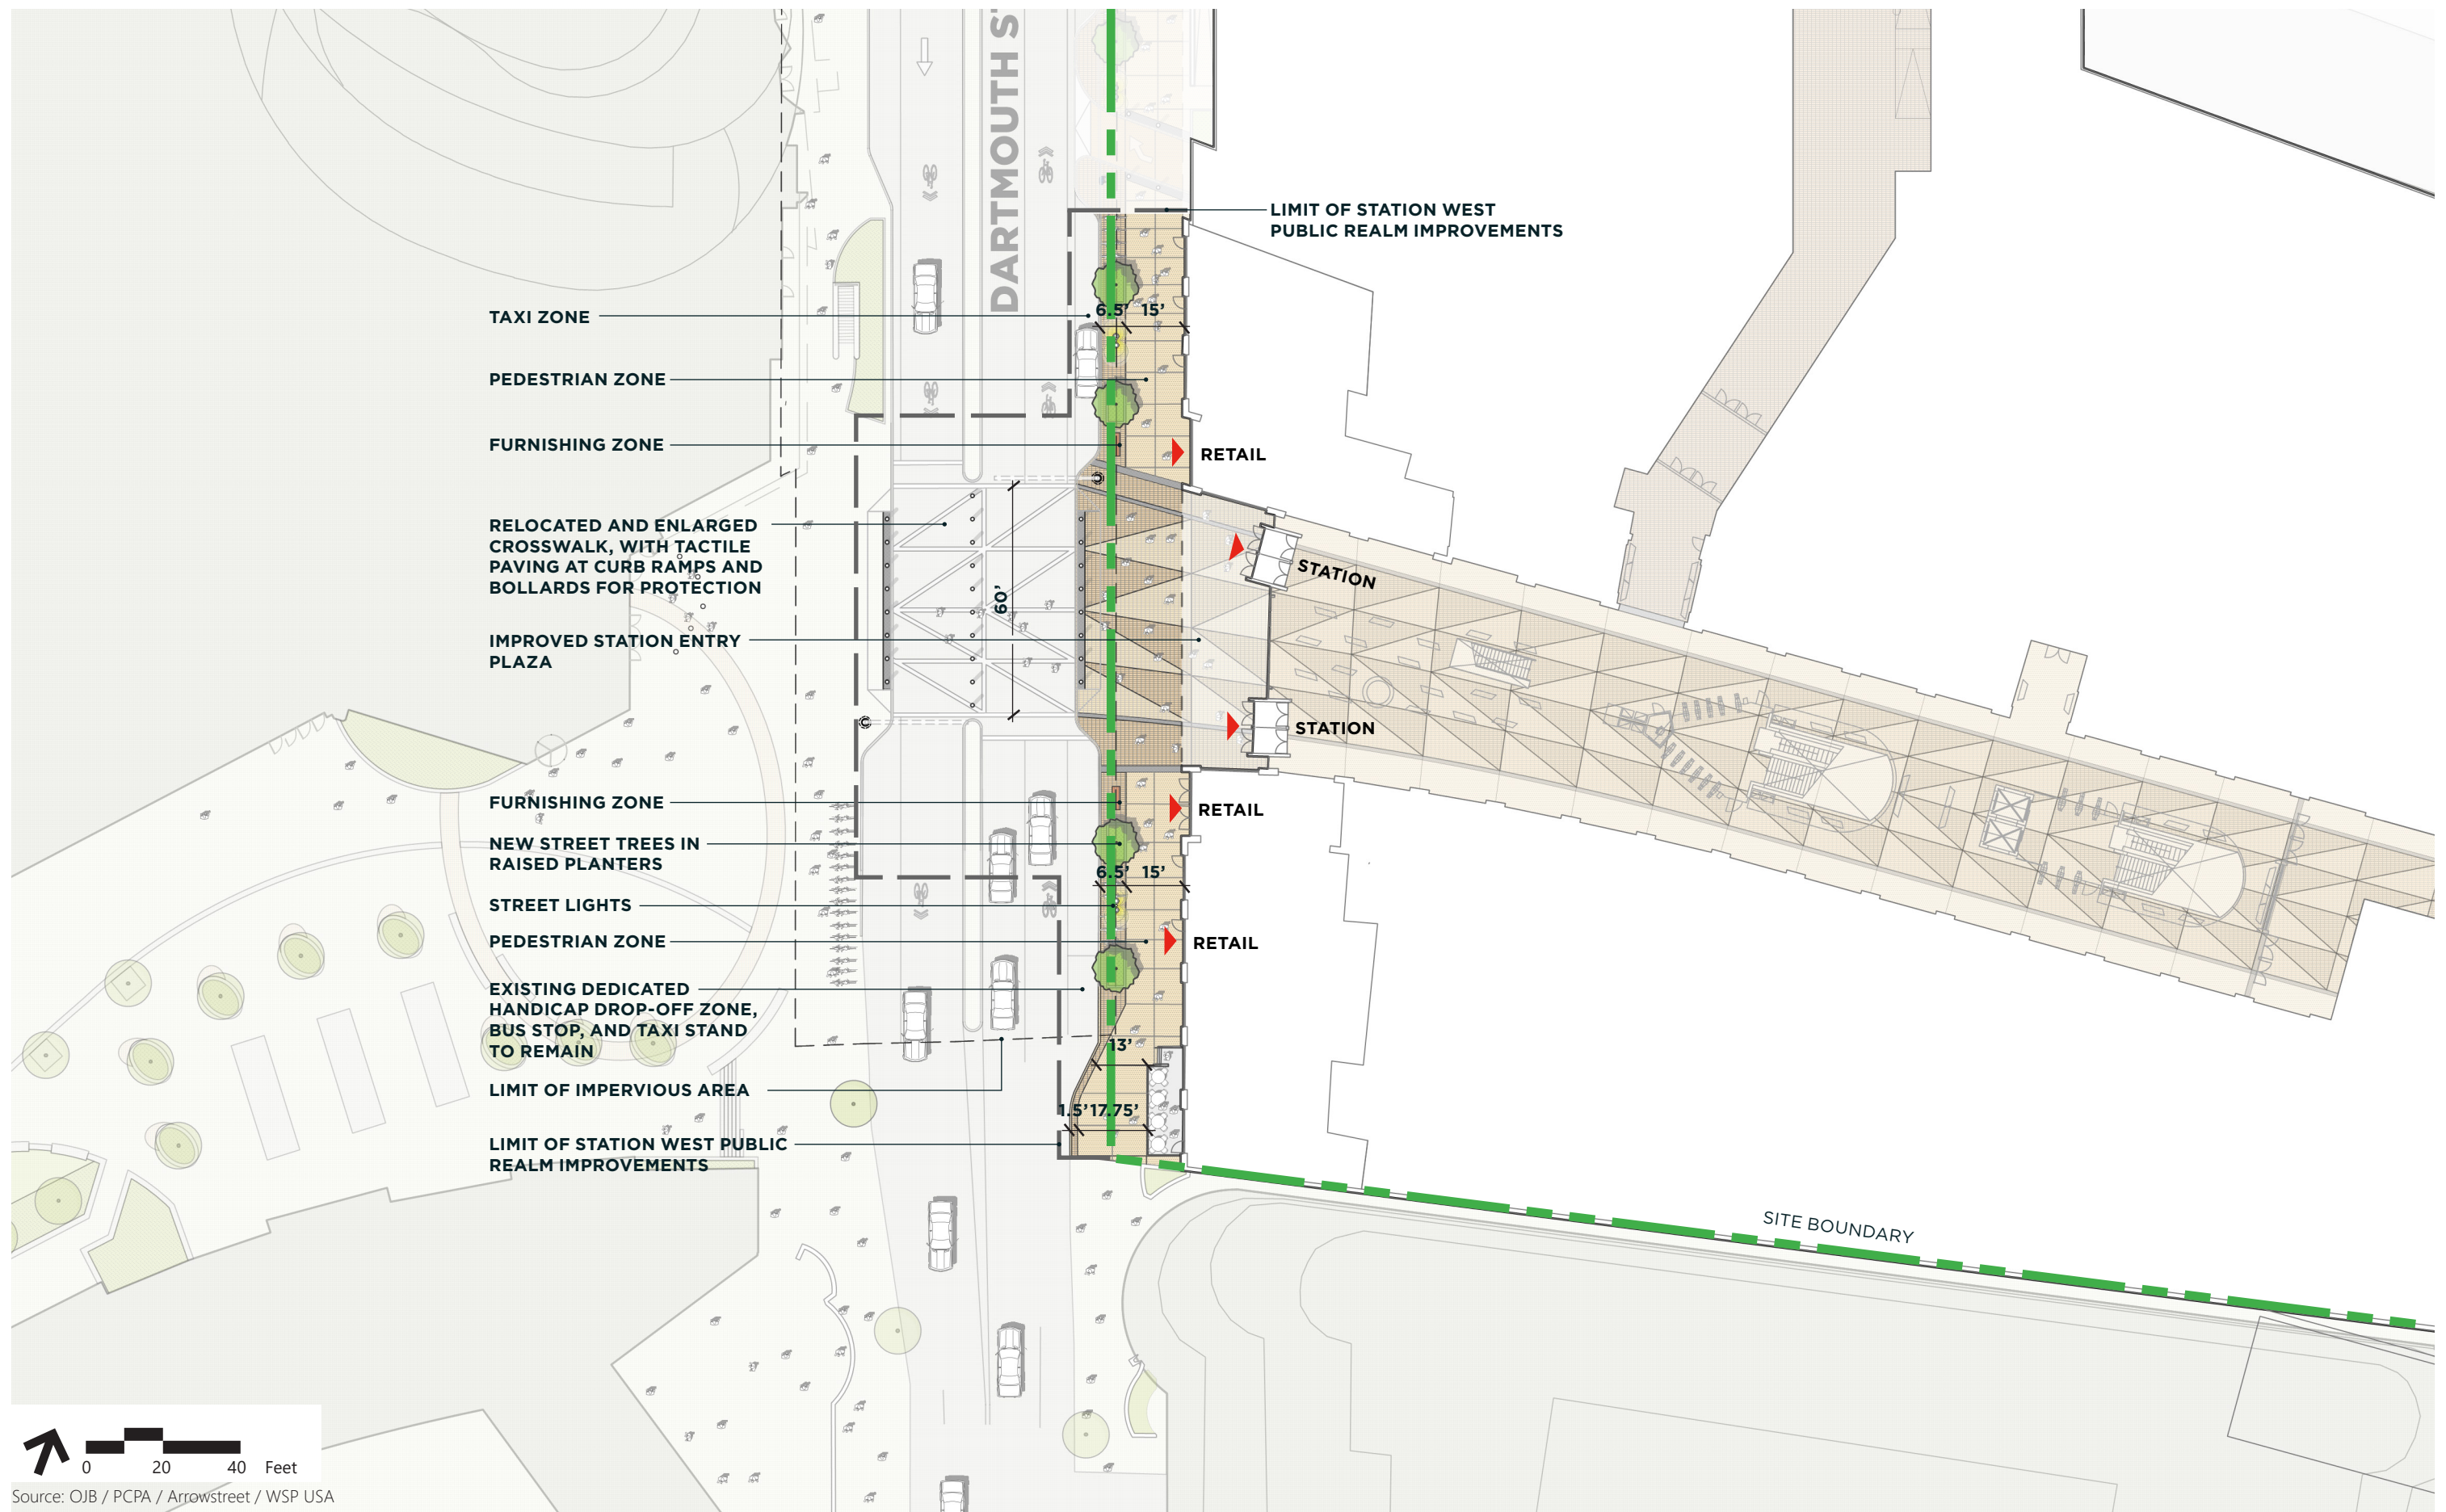 DARTMOUTH S
LIMIT OF STATION WEST
PUBLIC REALM IMPROVEMENTS
TAXI ZONE
6.5' 15'
PEDESTRIAN ZONE
FURNISHING ZONE
RETAIL
RELOCATED AND ENLARGED
CROSSWALK, WITH TACTILE
PAVING AT CURB RAMPS AND
BOLLARDS FOR PROTECTION
STATION
60'
IMPROVED STATION ENTRY
PLAZA
STATION
FURNISHING ZONE
RETAIL
NEW STREET TREES IN
RAISED PLANTERS
6.5' 15'
STREET LIGHTS
PEDESTRIAN ZONE
RETAIL
EXISTING DEDICATED
HANDICAP DROP-OFF ZONE,
BUS STOP, AND TAXI STAND
TO REMAIN
13'
LIMIT OF IMPERVIOUS AREA
1.5' 17.75'
LIMIT OF STATION WEST PUBLIC
REALM IMPROVEMENTS
SITE BOUNDARY
0 20 40 Feet
Source: OJB / PCPA / Arrowstreet / WSP USA